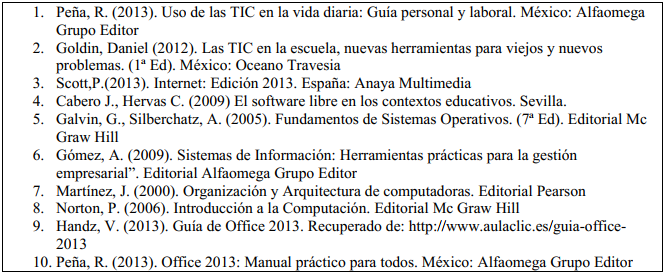 1. Peña, R. (2013). Uso de las TIC en la vida diaria: Guía personal y laboral. México: Alfaomega
Grupo Editor
2. Goldin, Daniel (2012). Las TIC en la escuela, nuevas herramientas para viejos y nuevos
problemas. (1ª Ed). México: Oceano Travesia
3. Scott,P.(2013). Internet: Edición 2013. España: Anaya Multimedia
4. Cabero J., Hervas C. (2009) El software libre en los contextos educativos. Sevilla.
5. Galvin, G., Silberchatz, A. (2005). Fundamentos de Sistemas Operativos. (7ª Ed). Editorial Mc
Graw Hill
6. Gómez, A. (2009). Sistemas de Información: Herramientas prácticas para la gestión
empresarial”. Editorial Alfaomega Grupo Editor
7. Martínez, J. (2000). Organización y Arquitectura de computadoras. Editorial Pearson
8. Norton, P. (2006). Introducción a la Computación. Editorial Mc Graw Hill
9. Handz, V. (2013). Guía de Office 2013. Recuperado de: http://www.aulaclic.es/guia-office-
2013
10. Peña, R. (2013). Office 2013: Manual práctico para todos. México: Alfaomega Grupo Editor